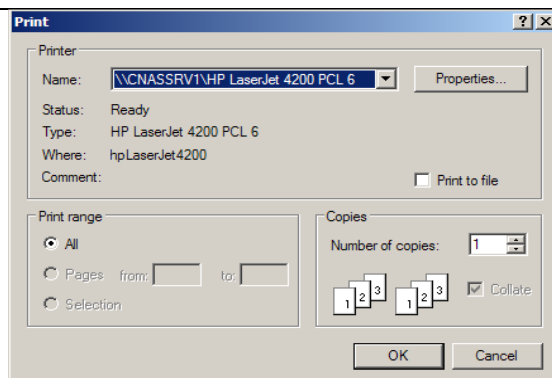 Print
Printer
Name: \\CNASSRV1\HP LaserJet 4200 PCL 6 Properties...
Status: Ready
Type: HP LaserJet 4200 PCL 6
Where: hpLaserJet4200
Comment: Print to file
Print range
All
Pages from: to:
Selection
Copies
Number of copies: 1
1 2 3 1 2 3 Collate
OK Cancel